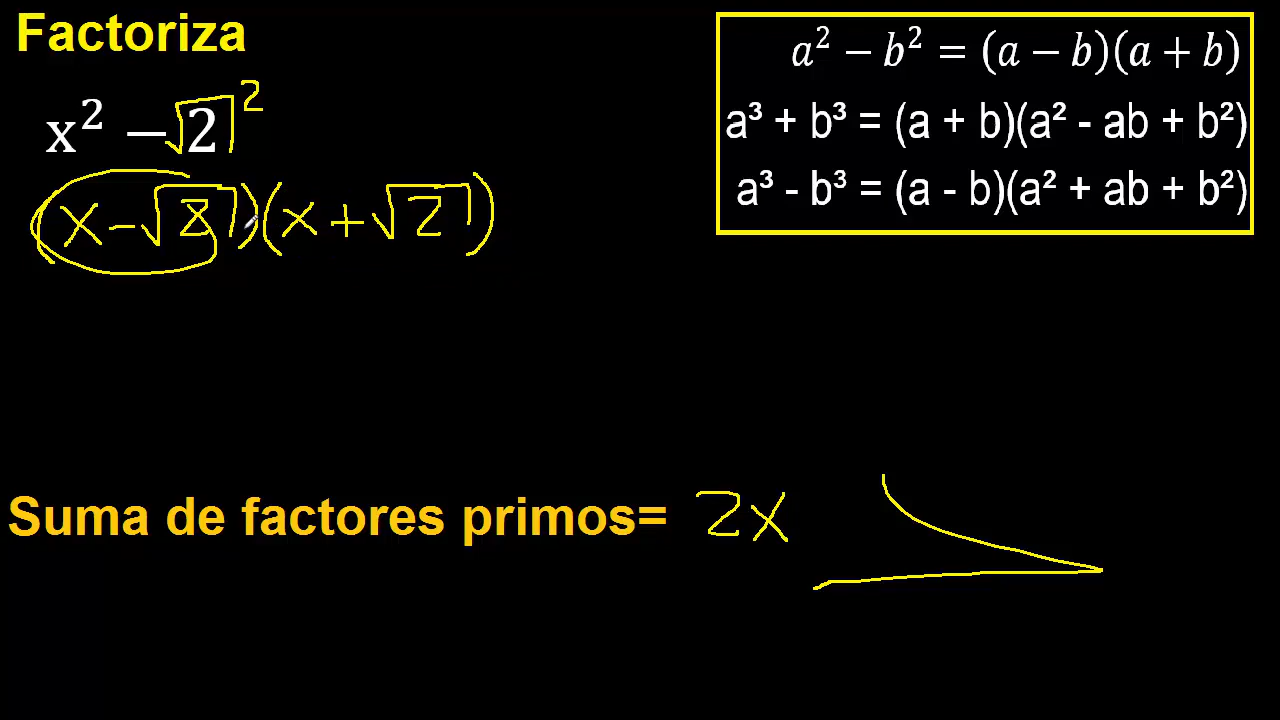 Factoriza
x² − √2²
(x − √8)(x + √2)
a² − b² = (a − b)(a + b)
a³ + b³ = (a + b)(a² - ab + b²)
a³ - b³ = (a - b)(a² + ab + b²)
Suma de factores primos= 2x